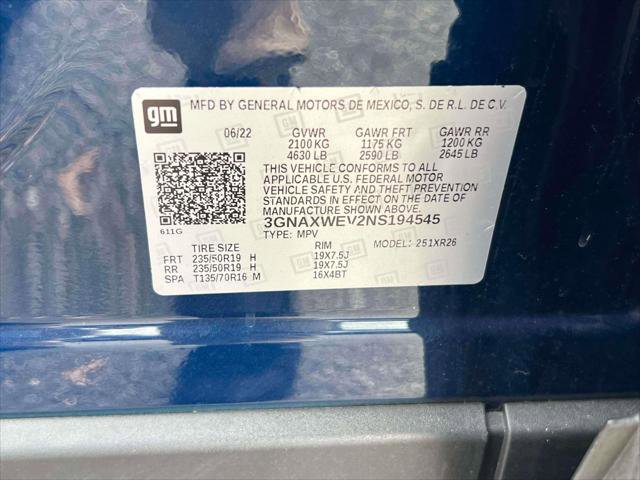 gm
MFD BY GENERAL MOTORS DE MEXICO, S. DE R.L. DE C.V.
06/22 GVWR GAWR FRT GAWR RR
2100 KG 1175 KG 1200 KG
4630 LB 2590 LB 2645 LB
THIS VEHICLE CONFORMS TO ALL
APPLICABLE U.S. FEDERAL MOTOR
VEHICLE SAFETY AND THEFT PREVENTION
STANDARDS IN EFFECT ON THE DATE OF
MANUFACTURE SHOWN ABOVE.
3GNAXWEV2NS194545
611G TYPE: MPV MODEL: 251XR26
TIRE SIZE RIM
FRT 235/50R19 H 19X7.5J
RR 235/50R19 H 19X7.5J
SPA T135/70R16 M 16X4BT